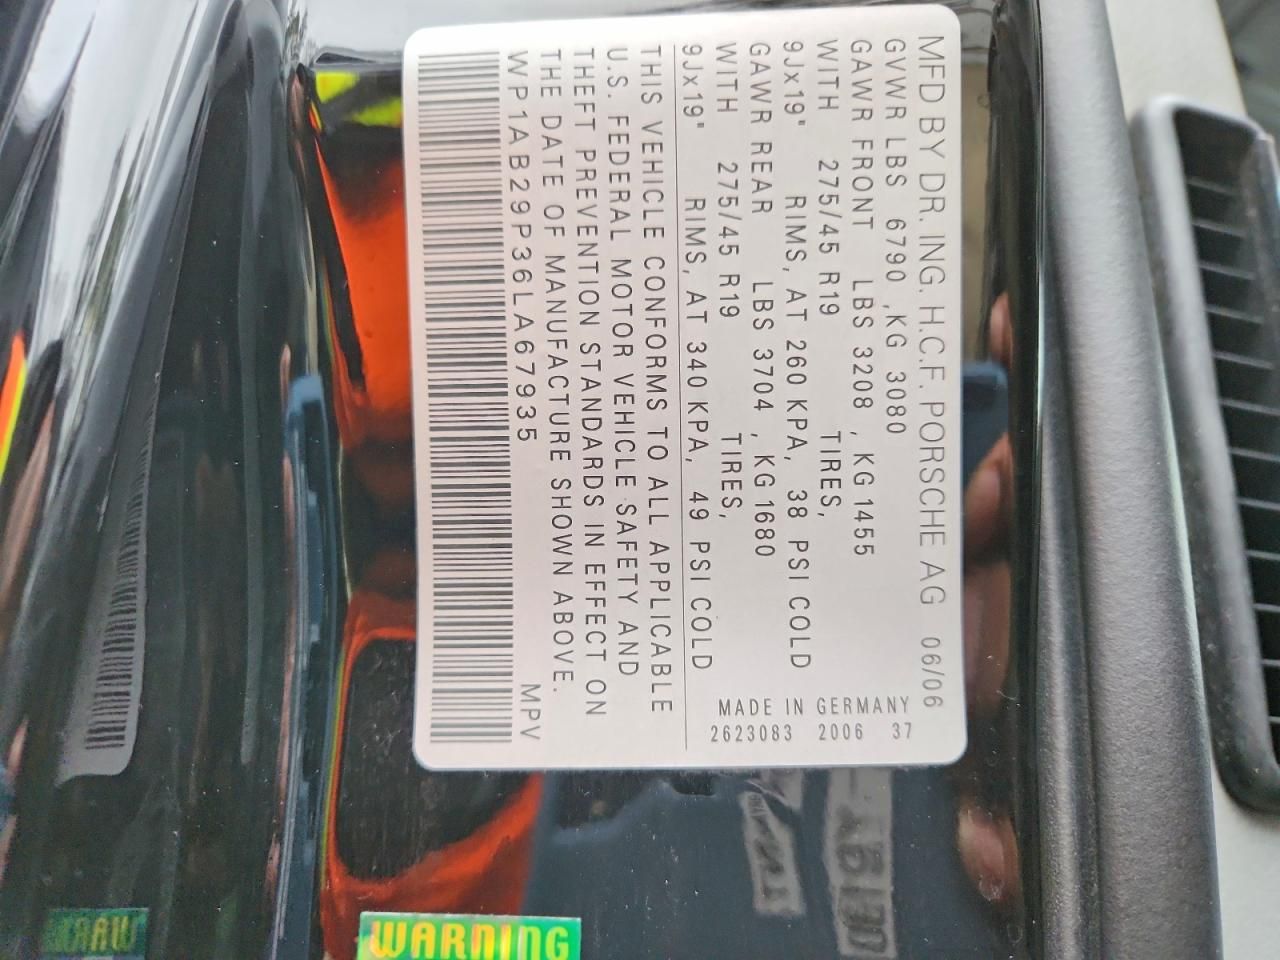 MFD BY DR. ING. H.C.F. PORSCHE AG 06/06
GVWR LBS 6790 ,KG 3080
GAWR FRONT LBS 3208 , KG 1455
WITH 275/45 R19 TIRES,
9Jx19" RIMS, AT 260 KPA, 38 PSI COLD
GAWR REAR LBS 3704 , KG 1680
WITH 275/45 R19 TIRES,
9Jx19" RIMS, AT 340 KPA, 49 PSI COLD
MADE IN GERMANY
2623083 2006 37
THIS VEHICLE CONFORMS TO ALL APPLICABLE
U.S. FEDERAL MOTOR VEHICLE SAFETY AND
THEFT PREVENTION STANDARDS IN EFFECT ON
THE DATE OF MANUFACTURE SHOWN ABOVE.
WP1AB29P36LA67935 MPV
WARNING